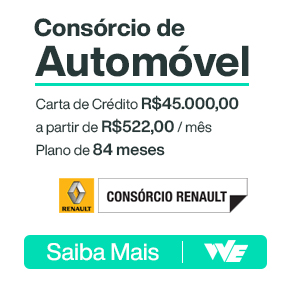 Consórcio de
Automóvel
Carta de Crédito R$45.000,00
a partir de R$522,00 / mês
Plano de 84 meses
RENAULT CONSÓRCIO RENAULT
Saiba Mais WE